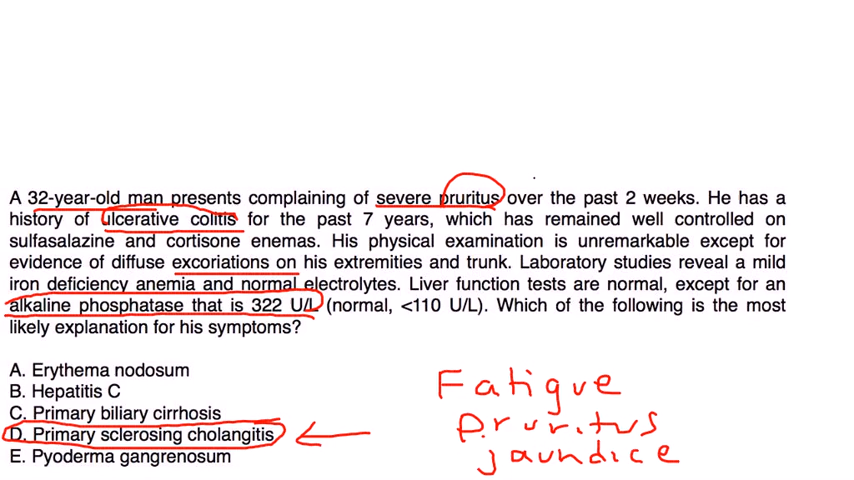 A 32-year-old man presents complaining of severe pruritus over the past 2 weeks. He has a
history of ulcerative colitis for the past 7 years, which has remained well controlled on
sulfasalazine and cortisone enemas. His physical examination is unremarkable except for
evidence of diffuse excoriations on his extremities and trunk. Laboratory studies reveal a mild
iron deficiency anemia and normal electrolytes. Liver function tests are normal, except for an
alkaline phosphatase that is 322 U/L (normal, <110 U/L). Which of the following is the most
likely explanation for his symptoms?
A. Erythema nodosum
B. Hepatitis C
C. Primary biliary cirrhosis
D. Primary sclerosing cholangitis
E. Pyoderma gangrenosum
Fatigue
pruritus
jaundice